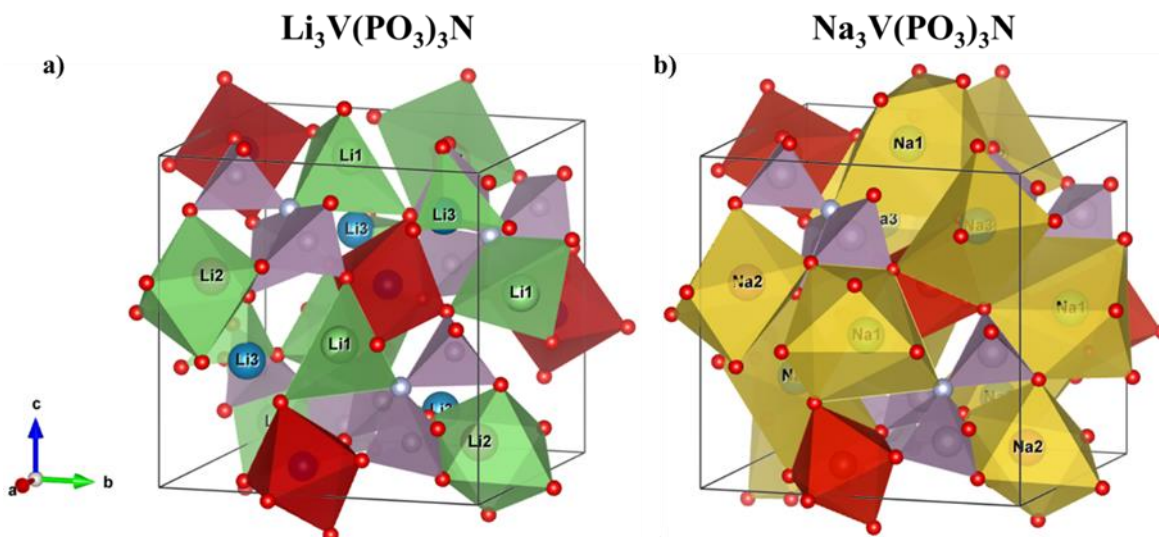 Li₃V(PO₃)₃N
Na₃V(PO₃)₃N
a)
b)
Li1
Li3
Li3
Li2
Li1
Li1
Li3
Li2
Na1
Na3
Na2
Na1
Na1
Na2
c
b
a